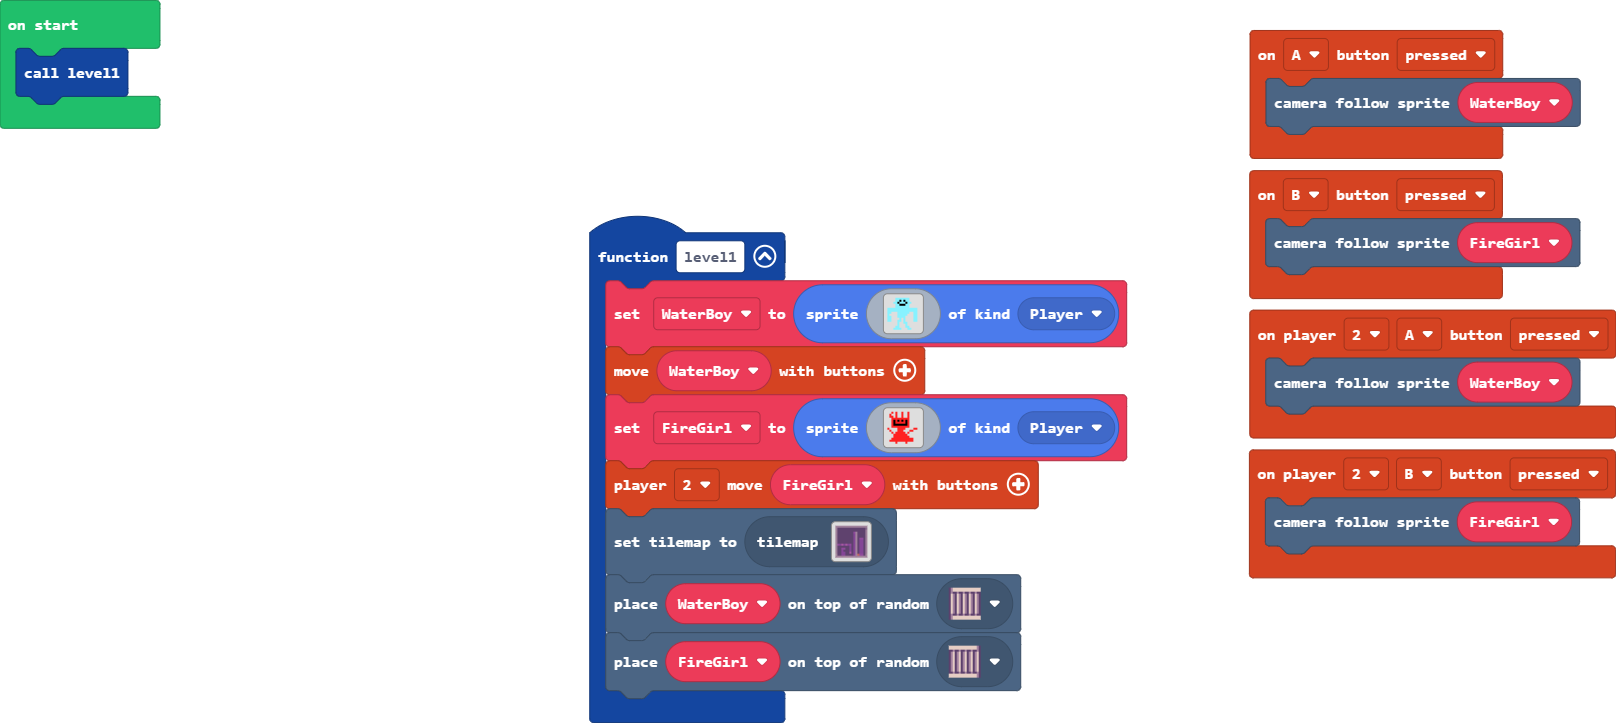 on start
call level1
function level1
set WaterBoy to sprite of kind Player
move WaterBoy with buttons
set FireGirl to sprite of kind Player
player 2 move FireGirl with buttons
set tilemap to tilemap
place WaterBoy on top of random
place FireGirl on top of random
on A button pressed
camera follow sprite WaterBoy
on B button pressed
camera follow sprite FireGirl
on player 2 A button pressed
camera follow sprite WaterBoy
on player 2 B button pressed
camera follow sprite FireGirl